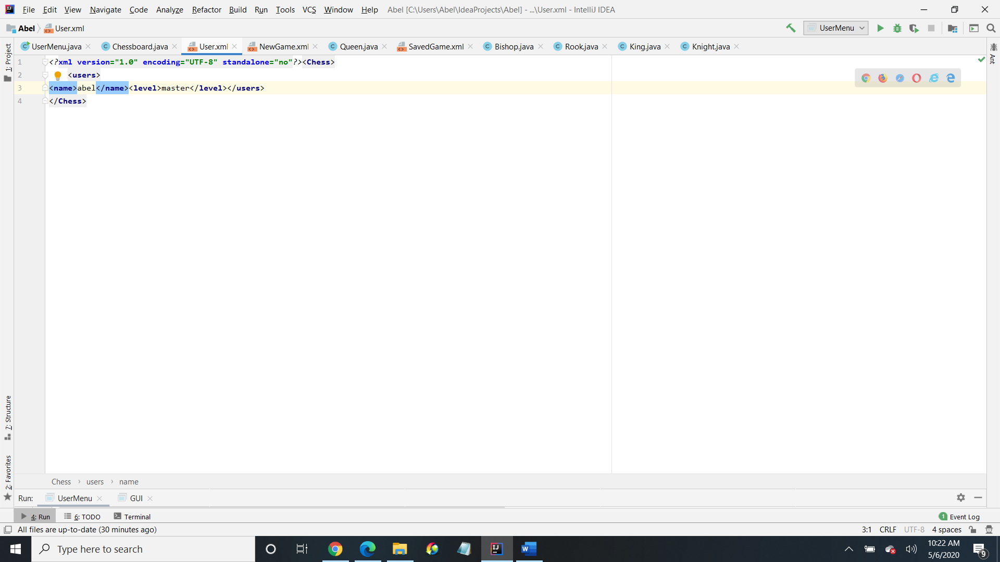 File Edit View Navigate Code Analyze Refactor Build Run Tools VCS Window Help Abel [C:\Users\Abel\IdeaProjects\Abel] - ...\User.xml - IntelliJ IDEA
Abel User.xml UserMenu
UserMenu.java Chessboard.java User.xml NewGame.xml Queen.java SavedGame.xml Bishop.java Rook.java King.java Knight.java
1: Project
Ant
1 <?xml version="1.0" encoding="UTF-8" standalone="no"?><Chess>
2 <users>
3 <name>abel</name><level>master</level></users>
4 </Chess>
7: Structure
2: Favorites
Chess › users › name
Run: UserMenu GUI
4: Run 6: TODO Terminal 1 Event Log
All files are up-to-date (30 minutes ago) 3:1 CRLF UTF-8 4 spaces
Type here to search 10:22 AM
5/6/2020 9